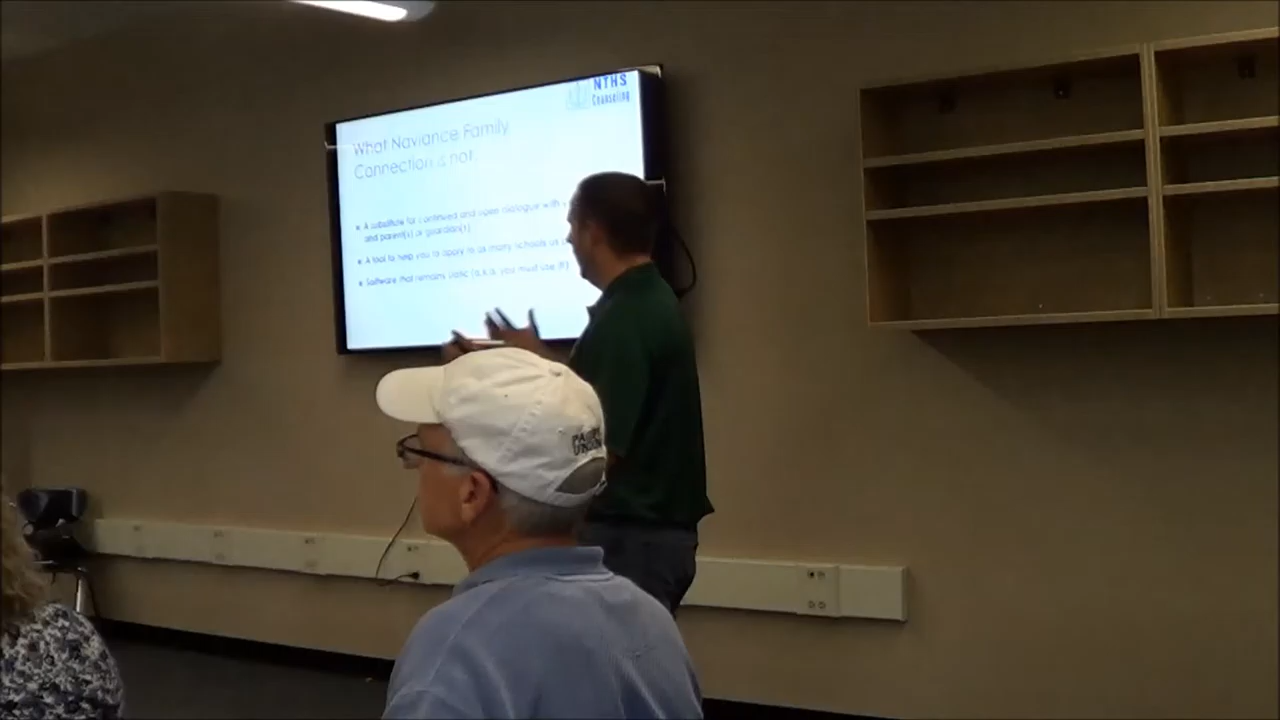 NTHS
Counseling
What Naviance Family
Connection is not:
A substitute for continued and open dialogue with
and parent(s) or guardian(s)
A tool to help you to apply to as many schools as
Software that remains static (a.k.a. you must use it!)